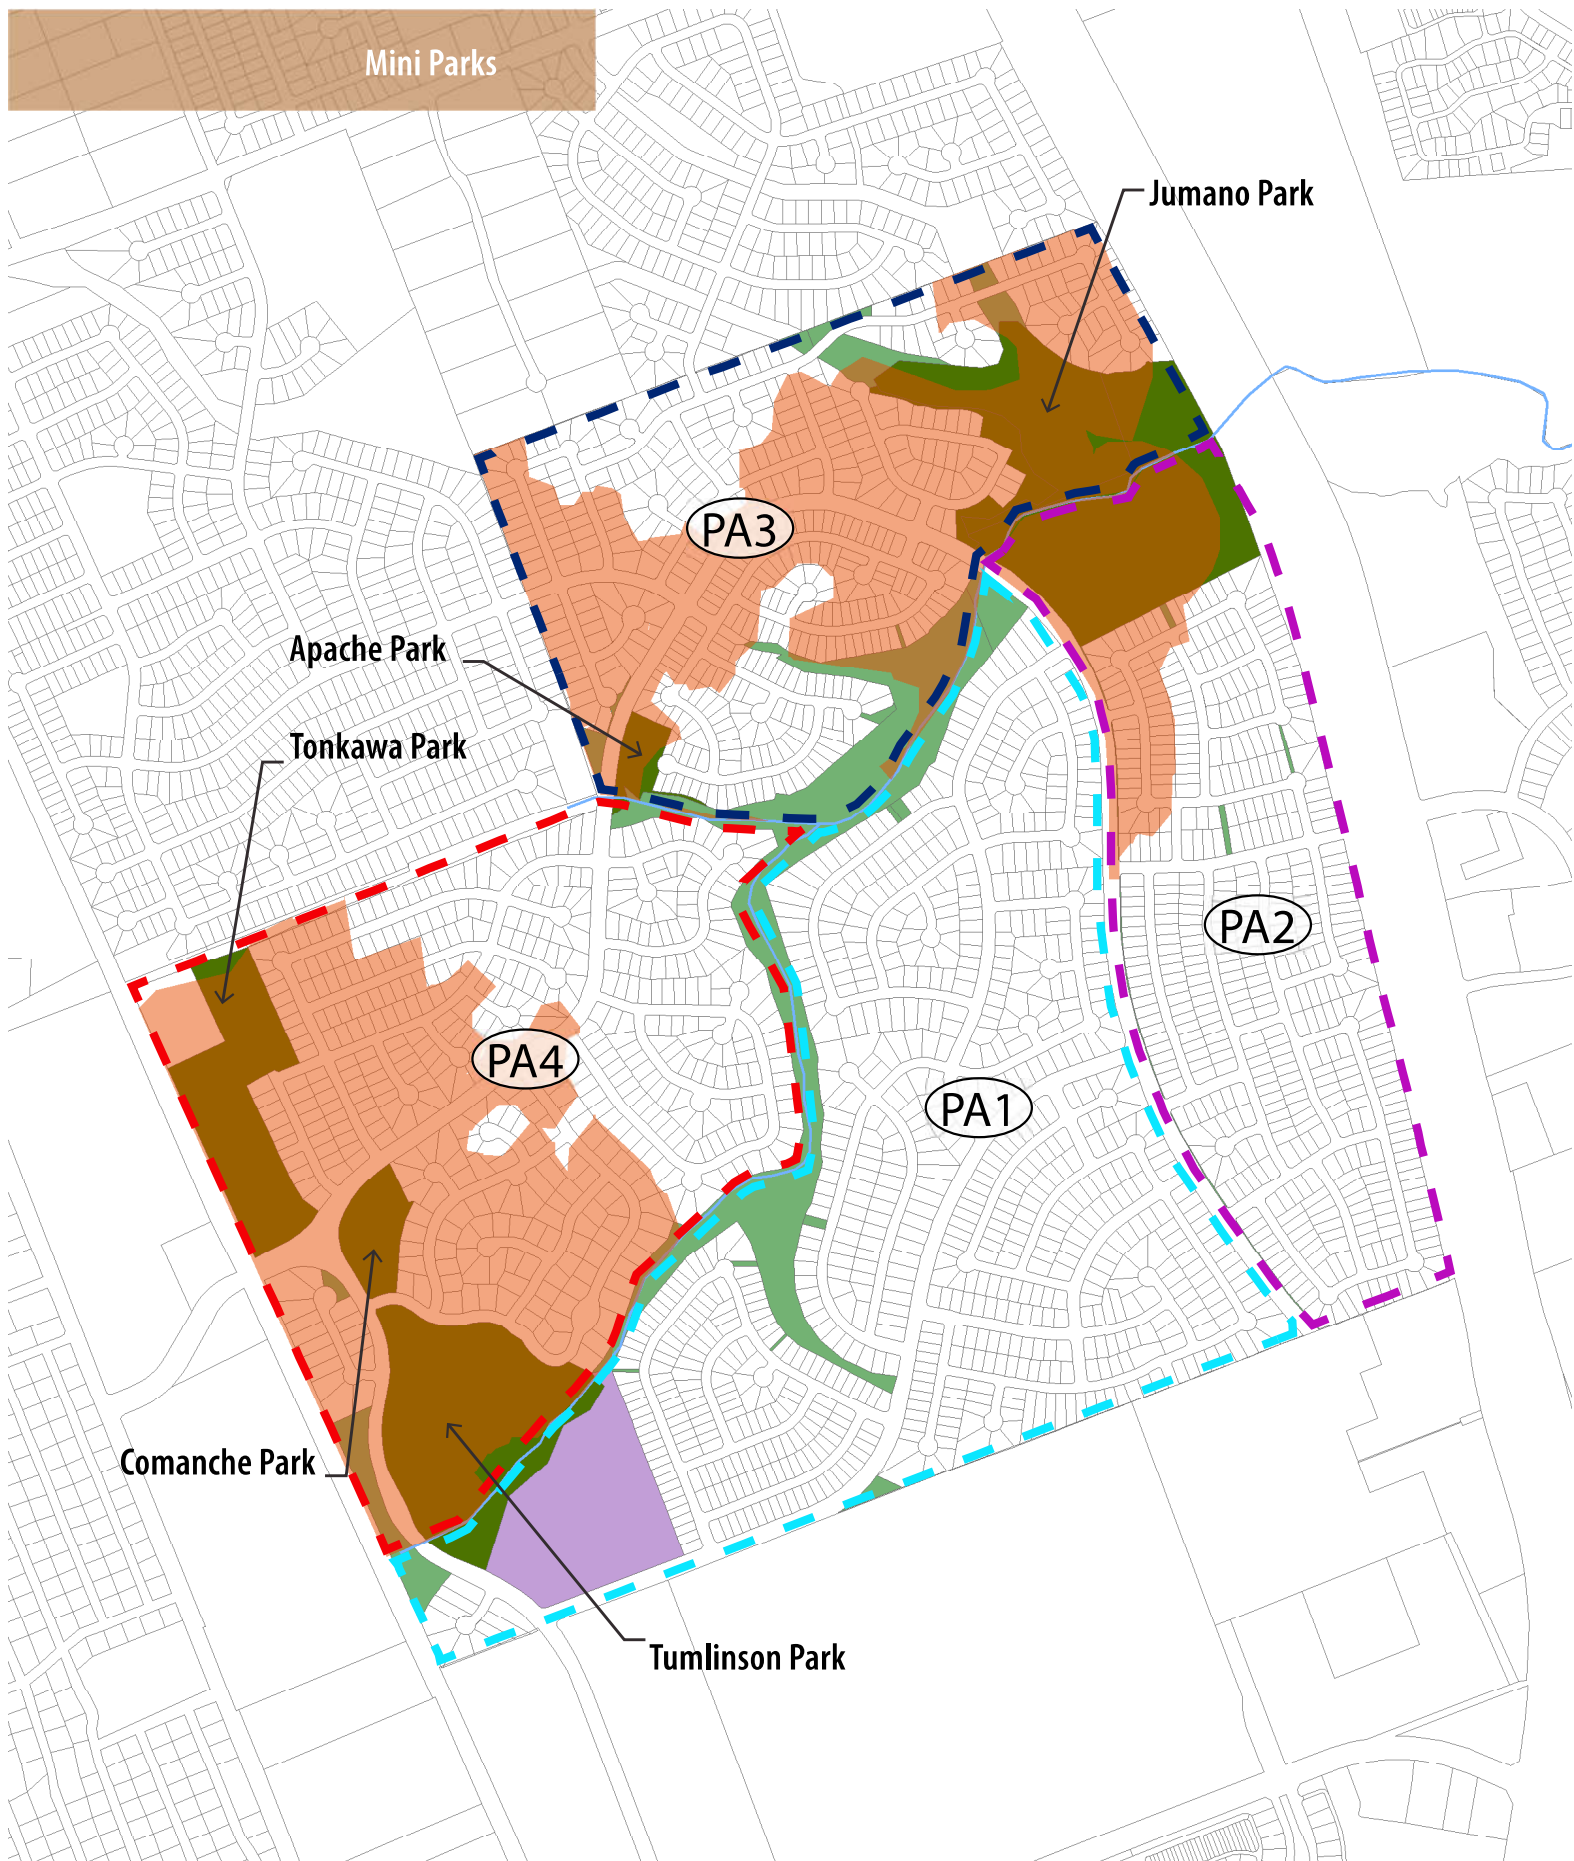 Mini Parks
Jumano Park
PA3
Apache Park
Tonkawa Park
PA2
PA4
PA1
Comanche Park
Tumlinson Park